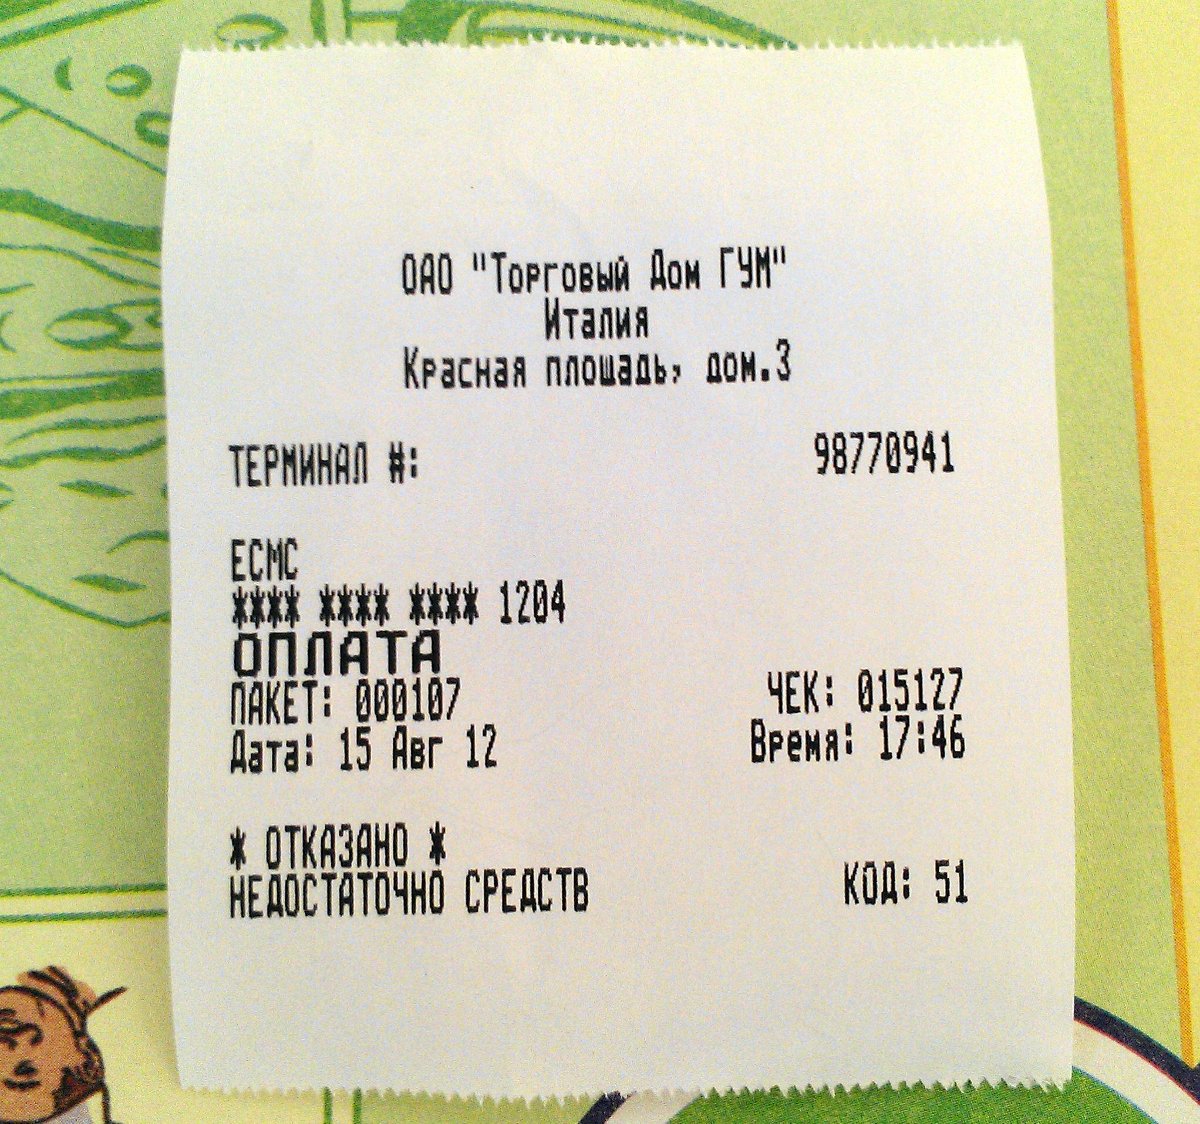 ОАО "Торговый Дом ГУМ"
Италия
Красная площадь, дом.3
ТЕРМИНАЛ #: 98770941
ЕСМС
**** **** **** 1204
ОПЛАТА
ПАКЕТ: 000107 ЧЕК: 015127
Дата: 15 Авг 12 Время: 17:46
* ОТКАЗАНО *
НЕДОСТАТОЧНО СРЕДСТВ КОД: 51